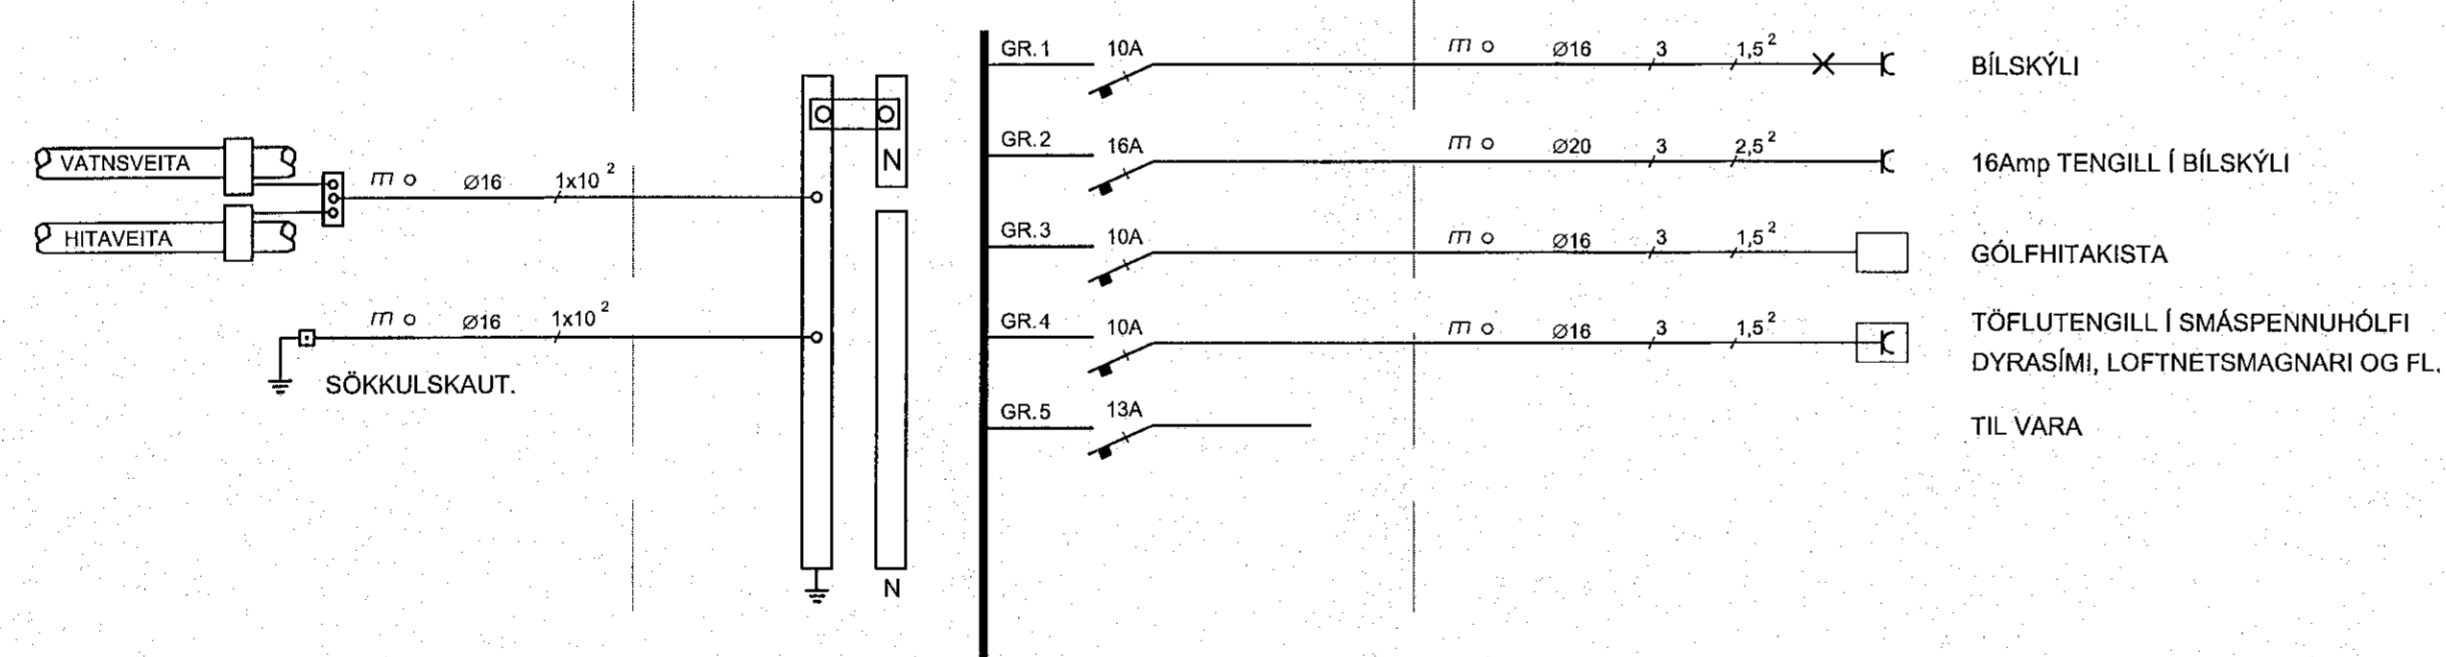 VATNSVEITA
HITAVEITA
m o Ø16 1x10 2
m o Ø16 1x10 2
SÖKKULSKAUT.
N
N
GR.1 10A m o Ø16 3 1,5 2 BÍLSKÝLI
GR.2 16A m o Ø20 3 2,5 2 16Amp TENGILL Í BÍLSKÝLI
GR.3 10A m o Ø16 3 1,5 2 GÓLFHITAKISTA
GR.4 10A m o Ø16 3 1,5 2 TÖFLUTENGILL Í SMÁSPENNUHÓLFI
DYRASÍMI, LOFTNETSMAGNARI OG FL.
GR.5 13A TIL VARA